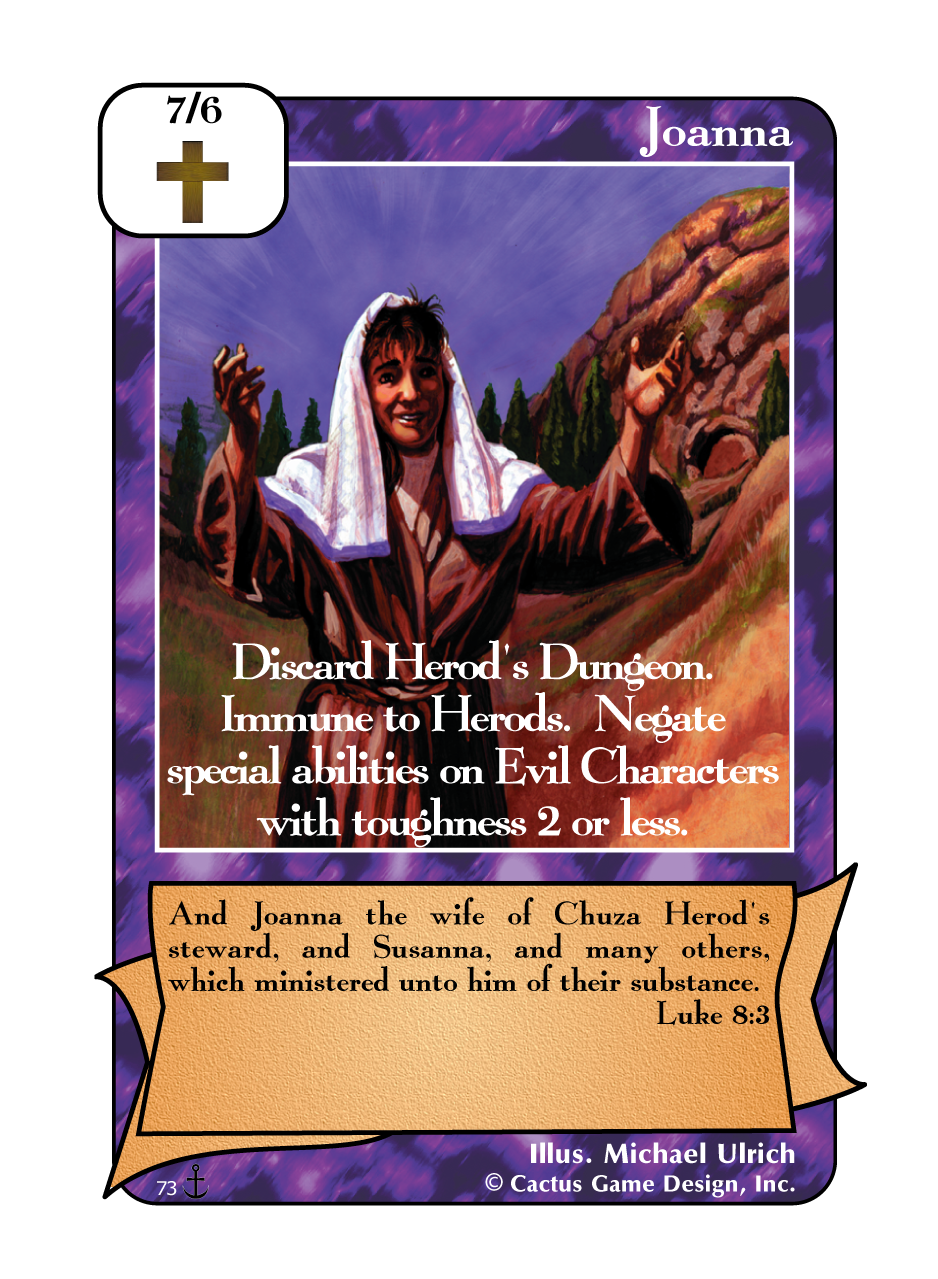 7/6
Joanna
Discard Herod's Dungeon.
Immune to Herods. Negate
special abilities on Evil Characters
with toughness 2 or less.
And Joanna the wife of Chuza Herod's
steward, and Susanna, and many others,
which ministered unto him of their substance.
Luke 8:3
Illus. Michael Ulrich
73
© Cactus Game Design, Inc.